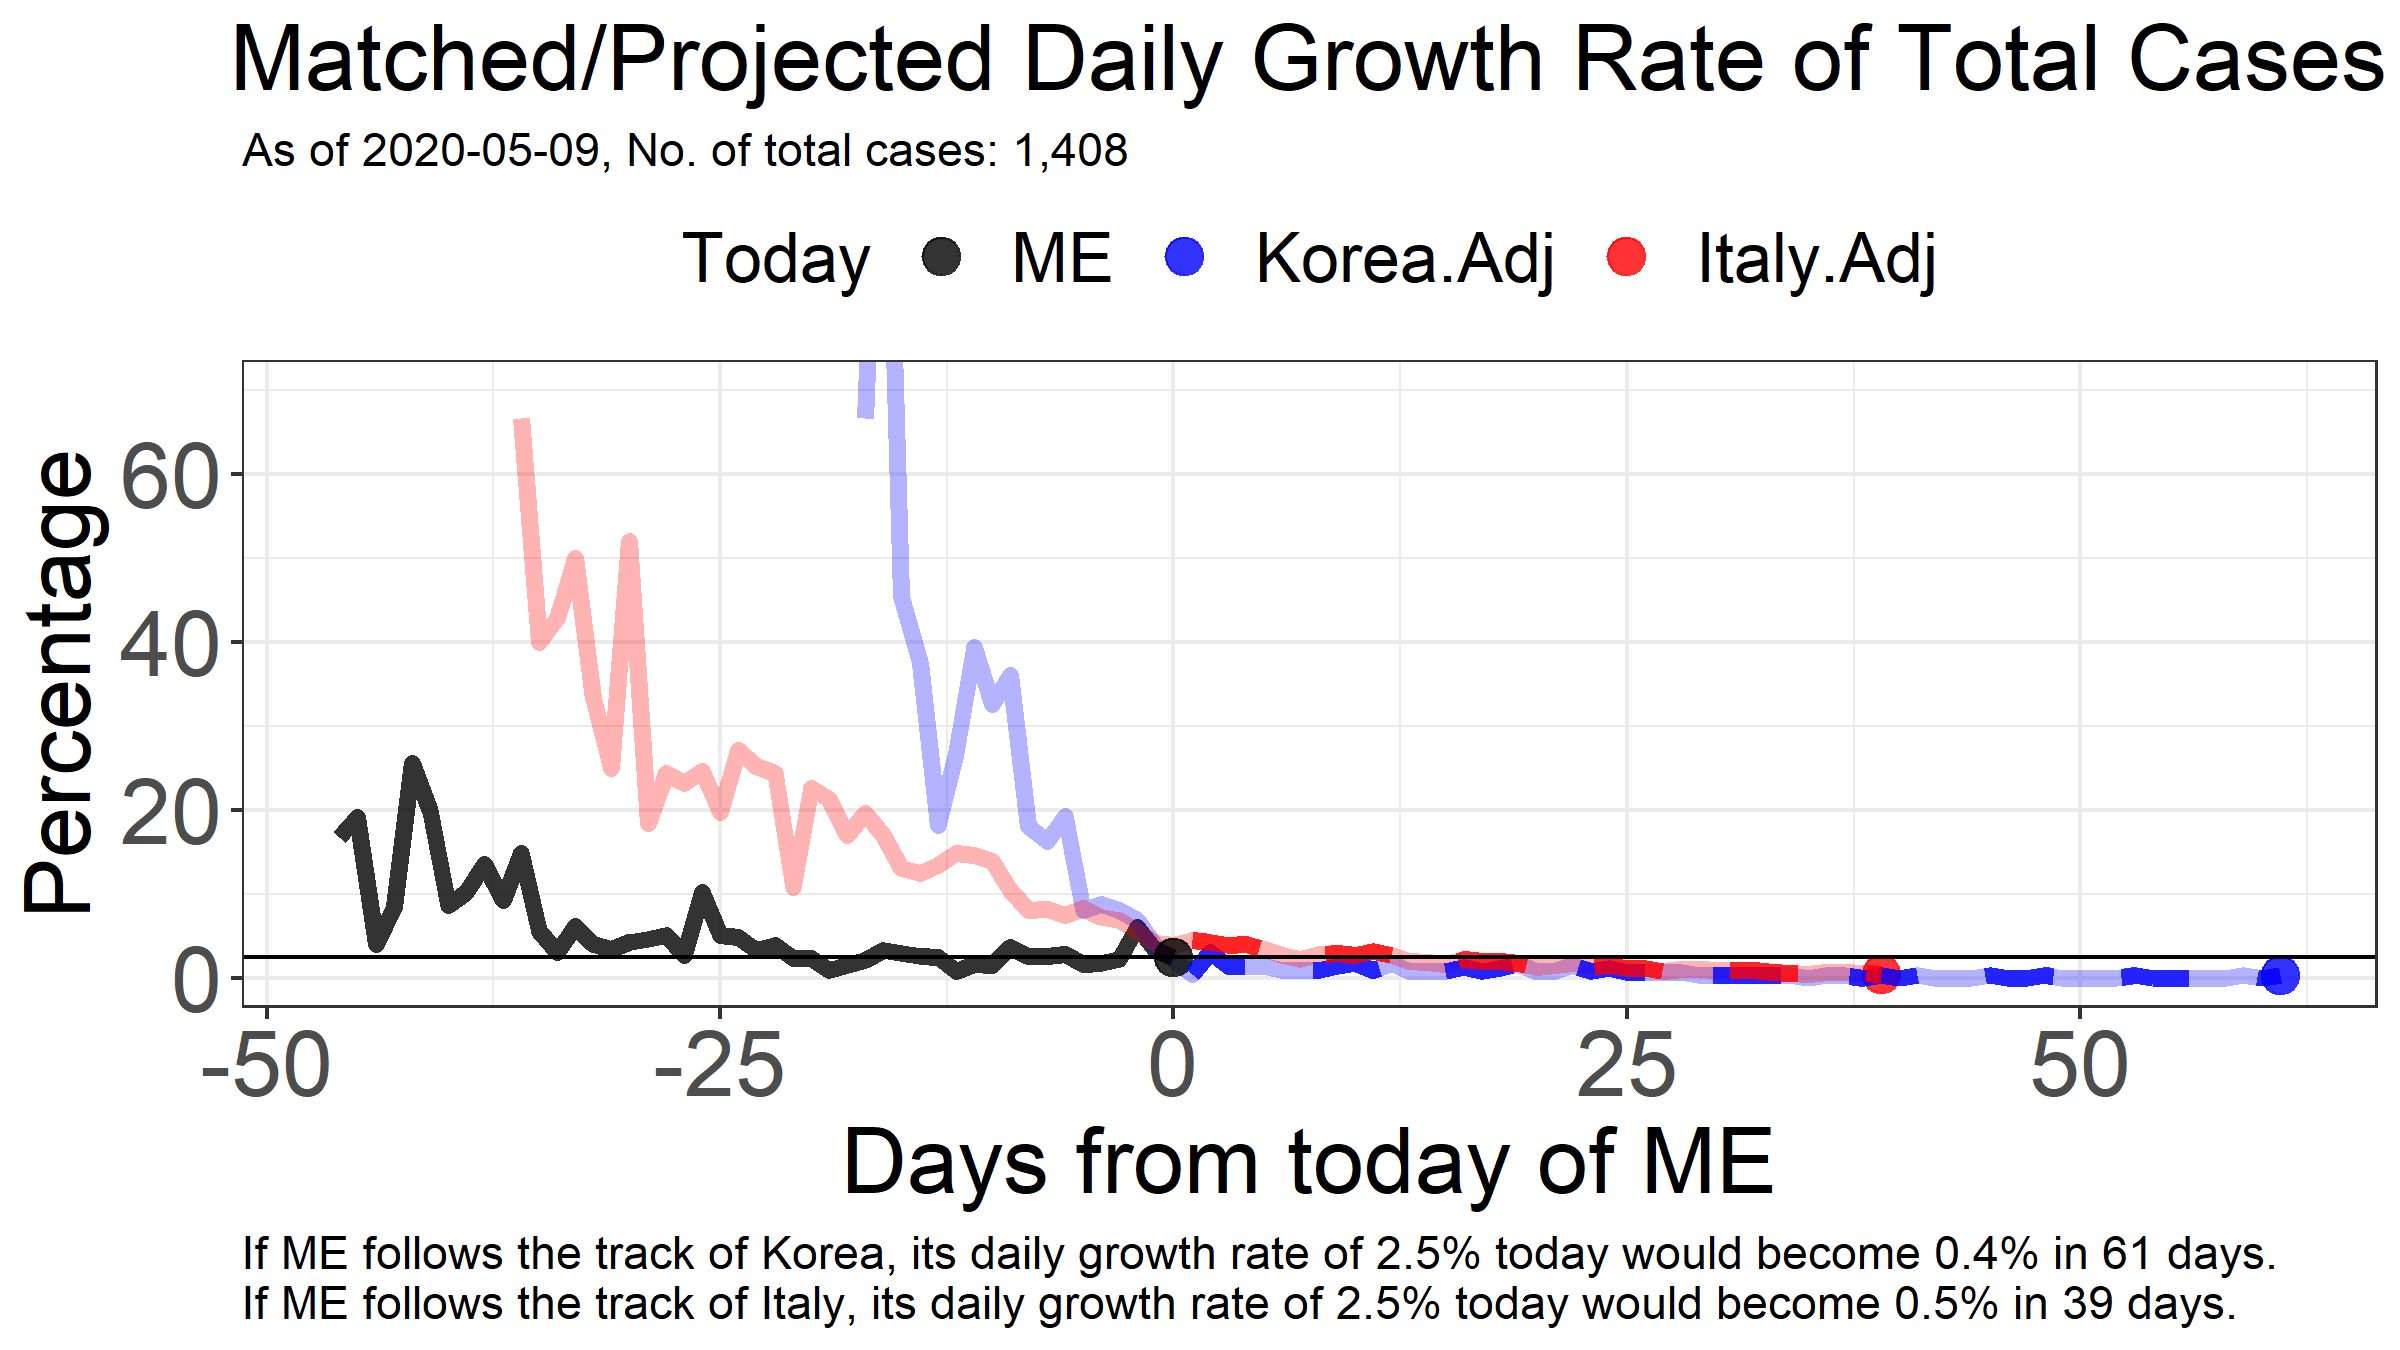 Matched/Projected Daily Growth Rate of Total Cases
As of 2020-05-09, No. of total cases: 1,408
Today ME Korea.Adj Italy.Adj
Percentage
60
40
20
0
-50 -25 0 25 50
Days from today of ME
If ME follows the track of Korea, its daily growth rate of 2.5% today would become 0.4% in 61 days.
If ME follows the track of Italy, its daily growth rate of 2.5% today would become 0.5% in 39 days.